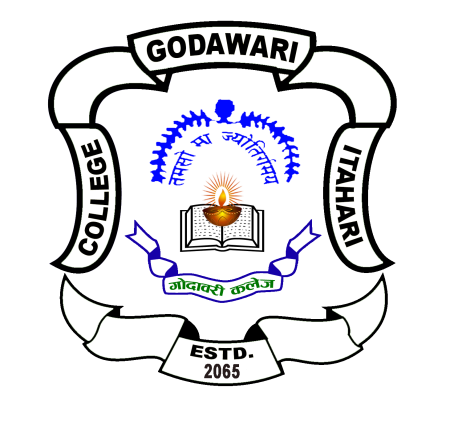 GODAWARI
COLLEGE
ITAHARI
तमसो मा ज्योतिर्गमय
गोदावरी कलेज
ESTD.
2065